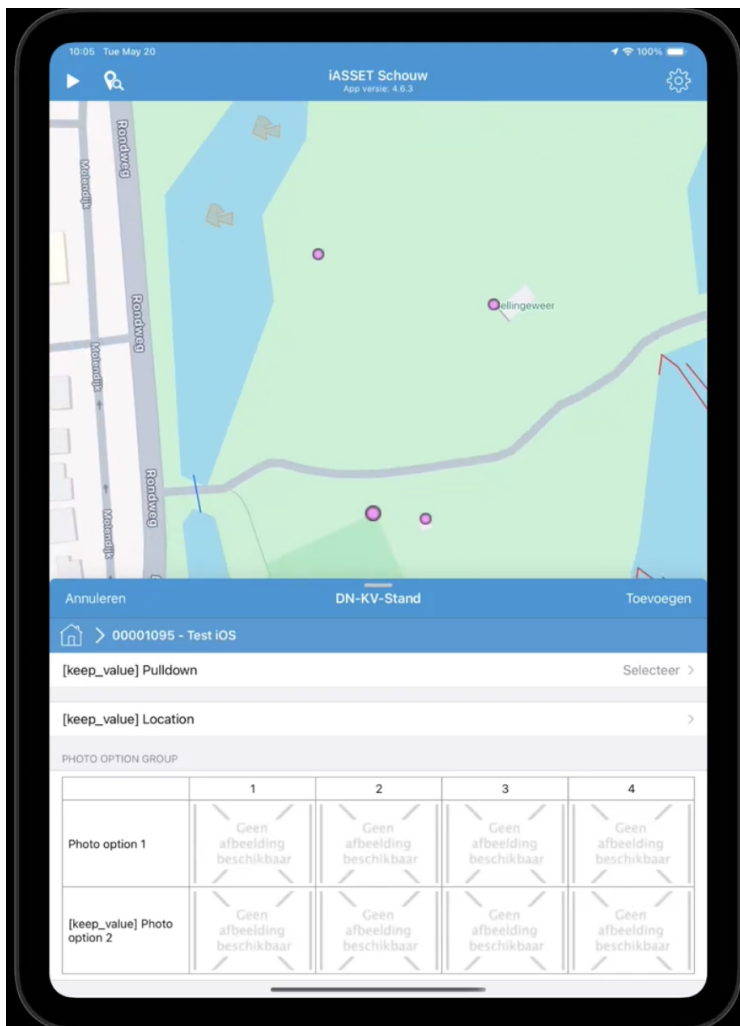 10:05 Tue May 20
100%
iASSET Schouw
App versie: 4.6.3
Rondweg
Molendijk
ellingeweer
Rondweg
Molendijk
Rondweg
Molendijk
Annuleren
DN-KV-Stand
Toevoegen
00001095 - Test iOS
[keep_value] Pulldown
Selecteer
[keep_value] Location
PHOTO OPTION GROUP
1
2
3
4
Photo option 1
Geen
afbeelding
beschikbaar
Geen
afbeelding
beschikbaar
Geen
afbeelding
beschikbaar
Geen
afbeelding
beschikbaar
[keep_value] Photo
option 2
Geen
afbeelding
beschikbaar
Geen
afbeelding
beschikbaar
Geen
afbeelding
beschikbaar
Geen
afbeelding
beschikbaar